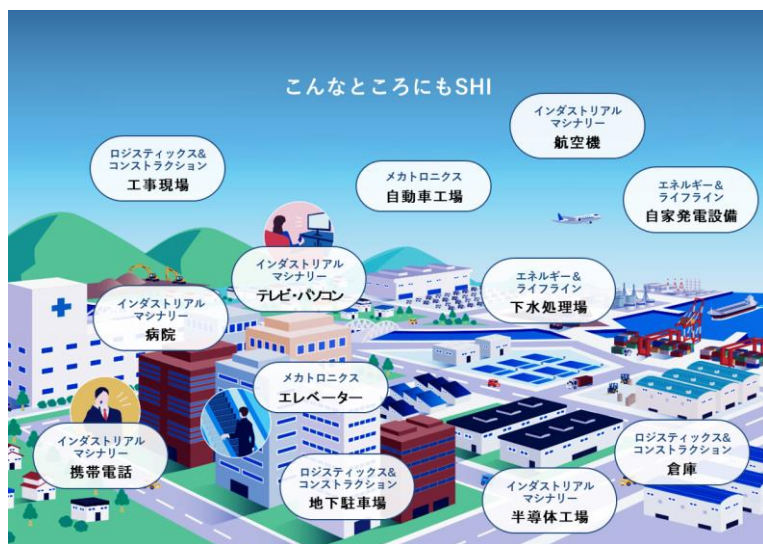 こんなところにもSHI
インダストリアル
マシナリー
航空機
ロジスティックス&
コンストラクション
工事現場
メカトロニクス
自動車工場
エネルギー&
ライフライン
自家発電設備
インダストリアル
マシナリー
テレビ・パソコン
エネルギー&
ライフライン
下水処理場
インダストリアル
マシナリー
病院
メカトロニクス
エレベーター
インダストリアル
マシナリー
携帯電話
ロジスティックス&
コンストラクション
地下駐車場
インダストリアル
マシナリー
半導体工場
ロジスティックス&
コンストラクション
倉庫